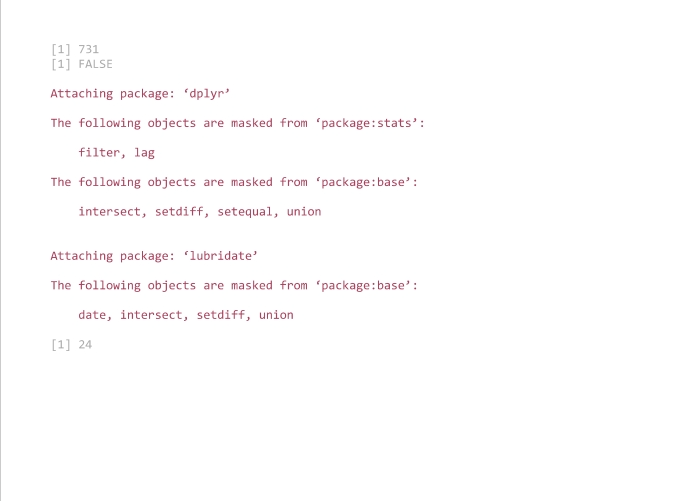 [1] 731
[1] FALSE
Attaching package: ‘dplyr’
The following objects are masked from ‘package:stats’:
filter, lag
The following objects are masked from ‘package:base’:
intersect, setdiff, setequal, union
Attaching package: ‘lubridate’
The following objects are masked from ‘package:base’:
date, intersect, setdiff, union
[1] 24